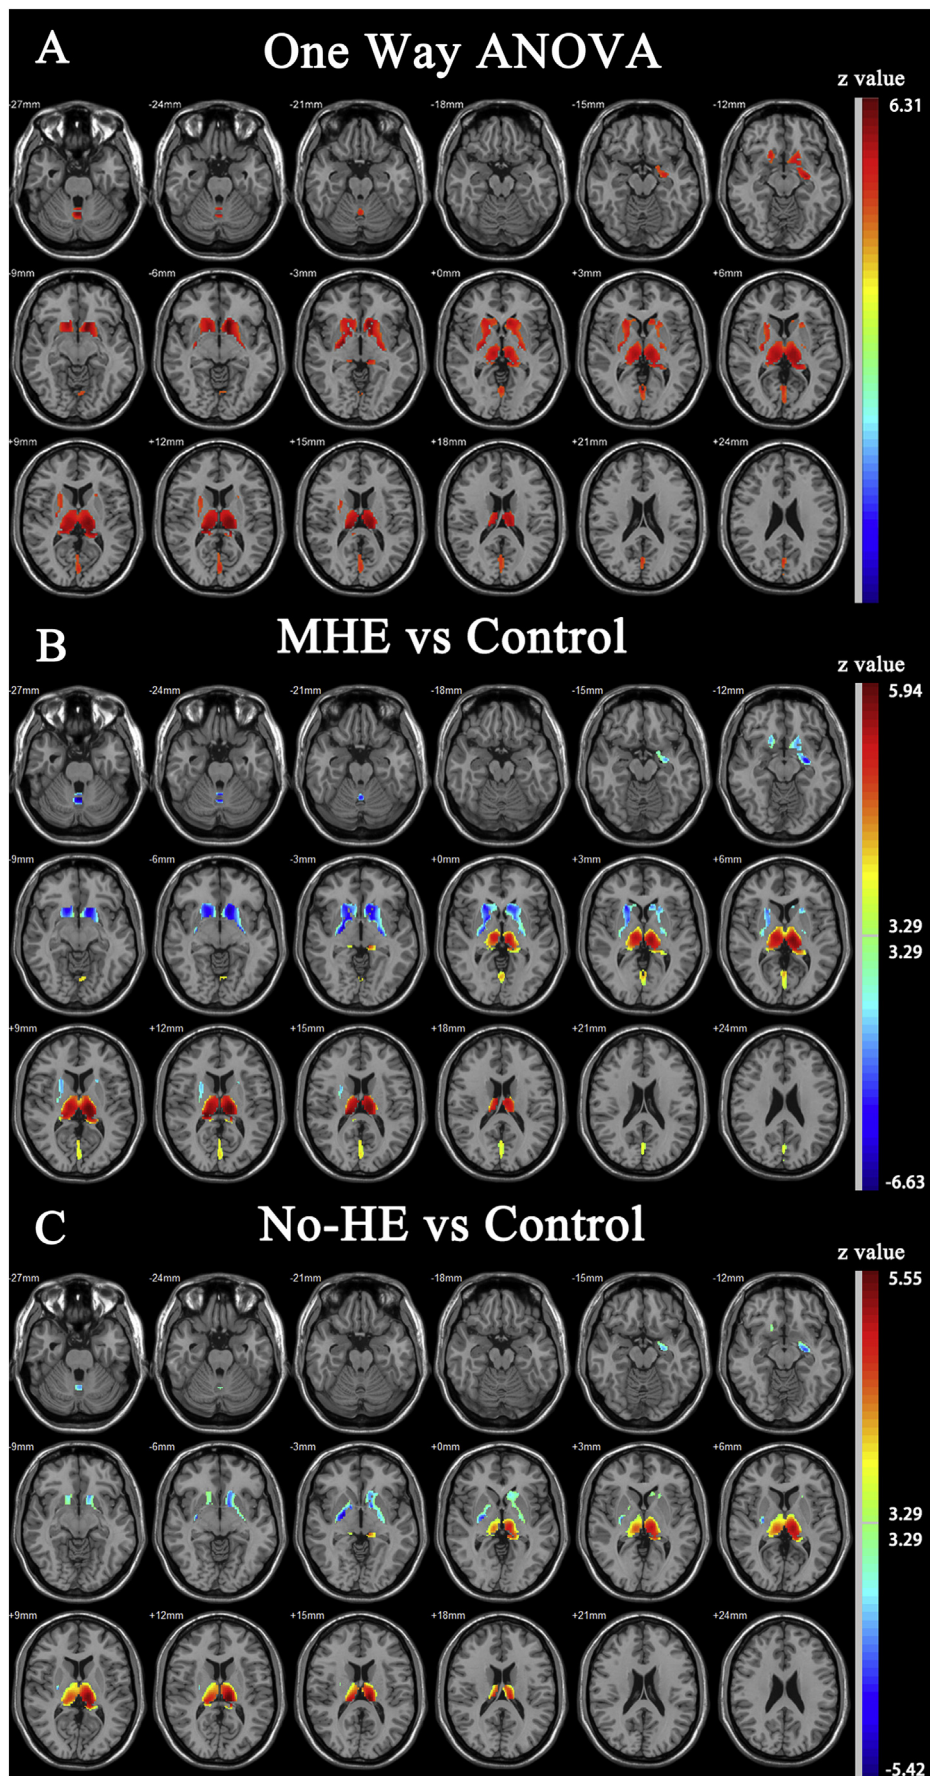 A
One Way ANOVA
z value
-27mm -24mm -21mm -18mm -15mm -12mm
6.31
-9mm -6mm -3mm +0mm +3mm +6mm
+9mm +12mm +15mm +18mm +21mm +24mm
B
MHE vs Control
z value
-27mm -24mm -21mm -18mm -15mm -12mm
5.94
-9mm -6mm -3mm +0mm +3mm +6mm
3.29
3.29
+9mm +12mm +15mm +18mm +21mm +24mm
-6.63
C
No-HE vs Control
z value
-27mm -24mm -21mm -18mm -15mm -12mm
5.55
-9mm -6mm -3mm +0mm +3mm +6mm
3.29
3.29
+9mm +12mm +15mm +18mm +21mm +24mm
-5.42